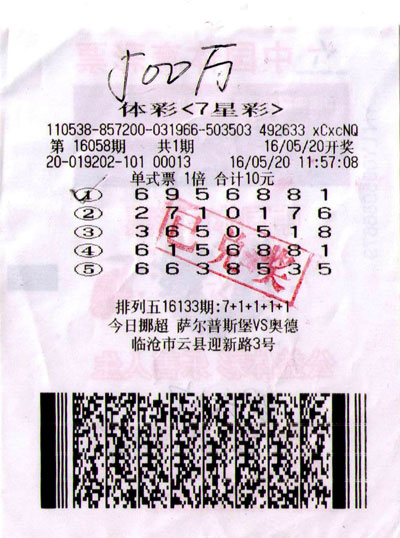 500万
体彩<7星彩>
110538-857200-031966-503503 492633 xCxcNQ
第 16058期 共1期 16/05/20开奖
20-019202-101 00013 16/05/20 11:57:08
单式票 1倍 合计10元
① 6 9 5 6 8 8 1
② 2 7 1 0 1 7 6
③ 3 6 5 0 5 1 8
④ 6 1 5 6 8 8 1
⑤ 6 6 3 8 5 3 5
已兑奖
排列五16133期:7+1+1+1+1
今日挪超 萨尔普斯堡VS奥德
临沧市云县迎新路3号